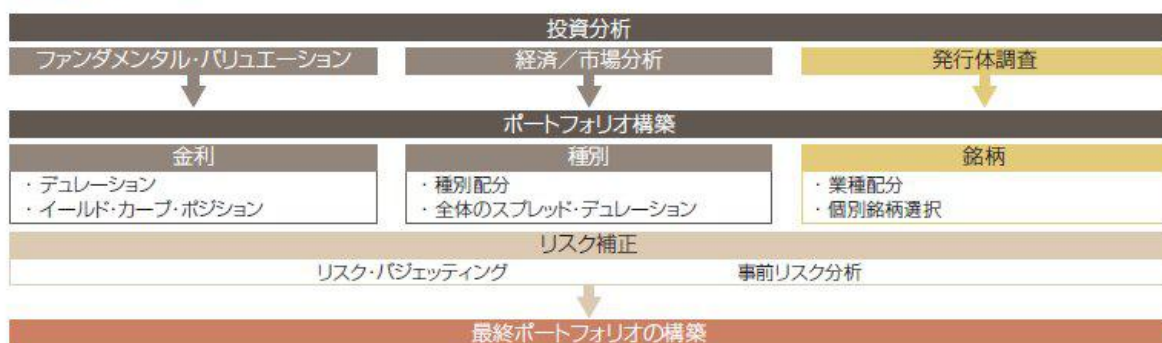 投資分析
ファンダメンタル・バリュエーション 経済／市場分析 発行体調査
ポートフォリオ構築
金利 種別 銘柄
・デュレーション ・種別配分 ・業種配分
・イールド・カーブ・ポジション ・全体のスプレッド・デュレーション ・個別銘柄選択
リスク補正
リスク・バジェッティング 事前リスク分析
最終ポートフォリオの構築